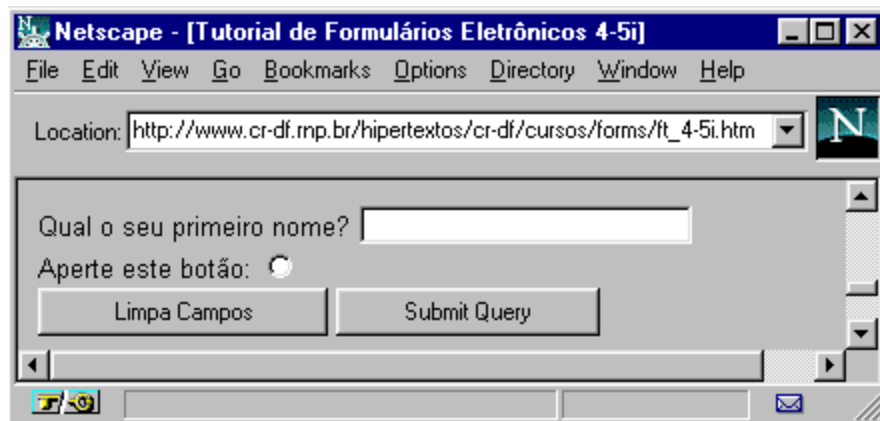 Netscape - [Tutorial de Formulários Eletrônicos 4-5i]
File Edit View Go Bookmarks Options Directory Window Help
Location: http://www.cr-df.rnp.br/hipertextos/cr-df/cursos/forms/ft_4-5i.htm
N
Qual o seu primeiro nome?
Aperte este botão:
Limpa Campos Submit Query